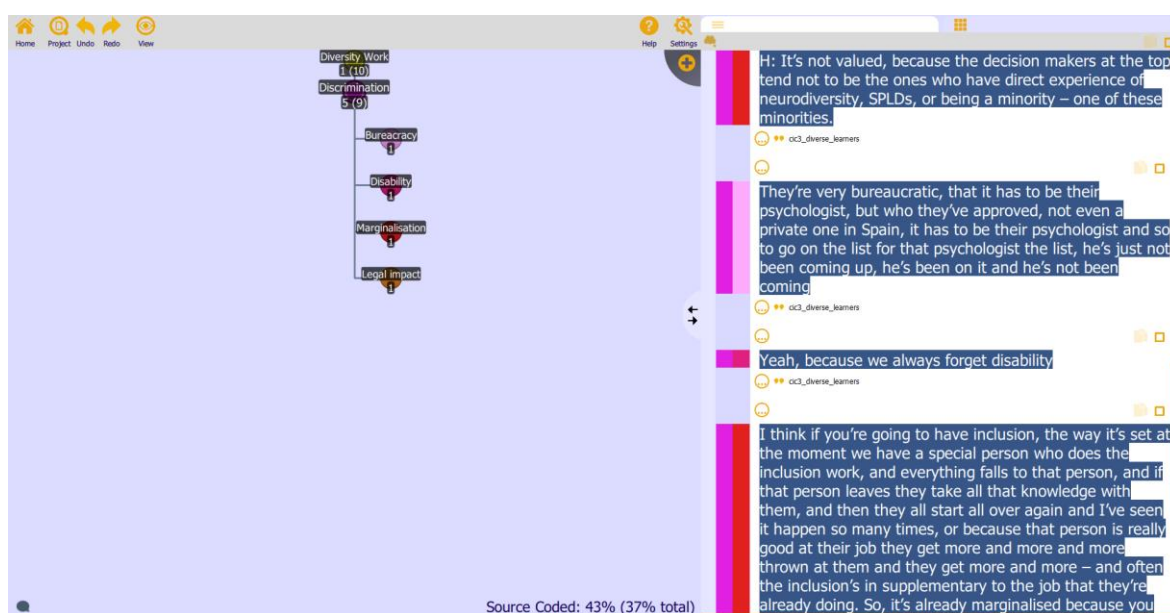 Home Project Undo Redo View Help Settings
Diversity Work
1 (10)
Discrimination
5 (9)
Bureacracy
1
Disability
1
Marginalisation
1
Legal impact
1
Source Coded: 43% (37% total)
H: It's not valued, because the decision makers at the top
tend not to be the ones who have direct experience of
neurodiversity, SPLDs, or being a minority – one of these
minorities.
cic3_diverse_learners
They're very bureaucratic, that it has to be their
psychologist, but who they've approved, not even a
private one in Spain, it has to be their psychologist and so
to go on the list for that psychologist the list, he's just not
been coming up, he's been on it and he's not been
coming
cic3_diverse_learners
Yeah, because we always forget disability
cic3_diverse_learners
I think if you're going to have inclusion, the way it's set at
the moment we have a special person who does the
inclusion work, and everything falls to that person, and if
that person leaves they take all that knowledge with
them, and then they all start all over again and I've seen
it happen so many times, or because that person is really
good at their job they get more and more and more
thrown at them and they get more and more – and often
the inclusion's in supplementary to the job that they're
already doing. So, it's already marginalised because you